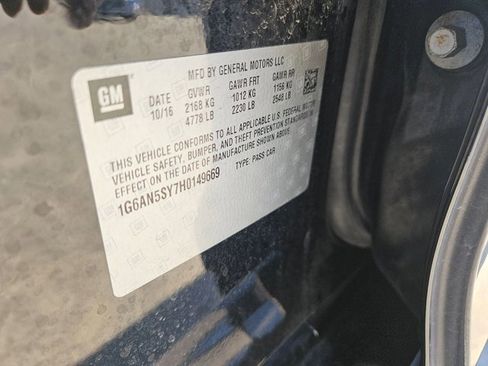 GM
MFD BY GENERAL MOTORS LLC
DATE GVWR GAWR FRT GAWR RR
10/16 2168 KG 1012 KG 1156 KG
4778 LB 2230 LB 2548 LB
THIS VEHICLE CONFORMS TO ALL APPLICABLE U.S. FEDERAL MOTOR
VEHICLE SAFETY, BUMPER, AND THEFT PREVENTION STANDARDS IN
EFFECT ON THE DATE OF MANUFACTURE SHOWN ABOVE.
1G6AN5SY7H0149669 TYPE: PASS CAR